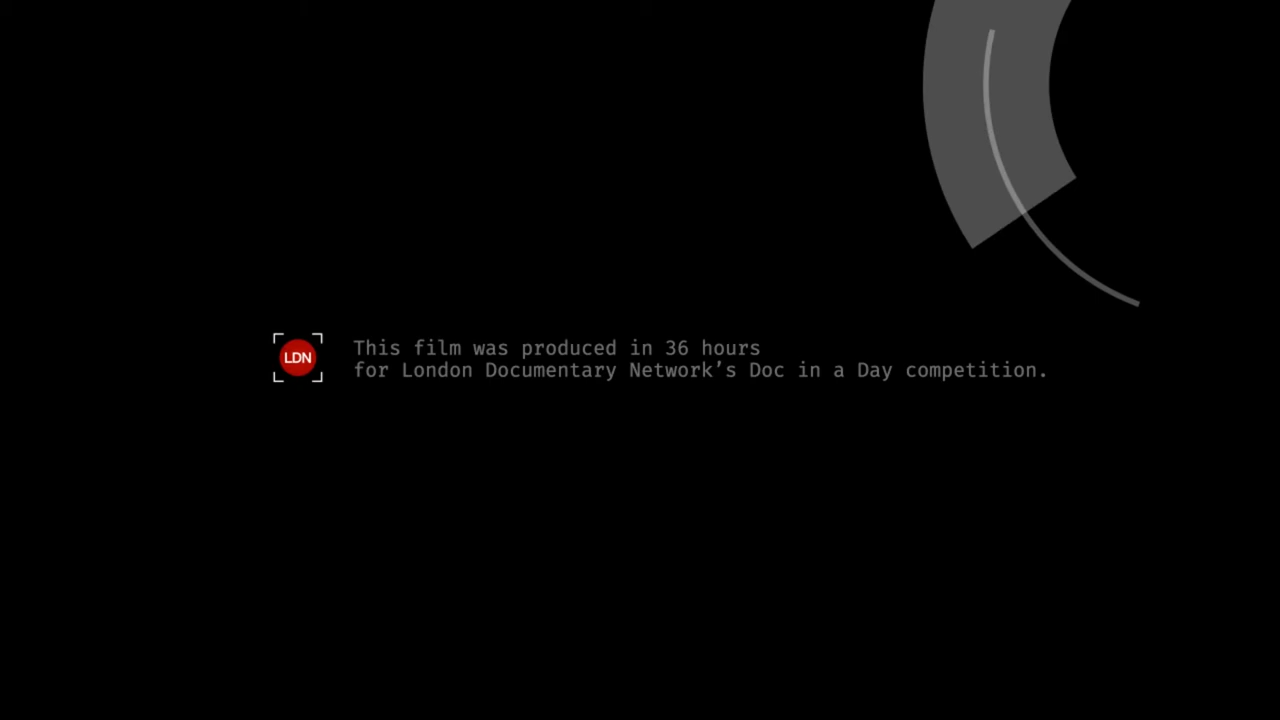 LDN
This film was produced in 36 hours
for London Documentary Network’s Doc in a Day competition.